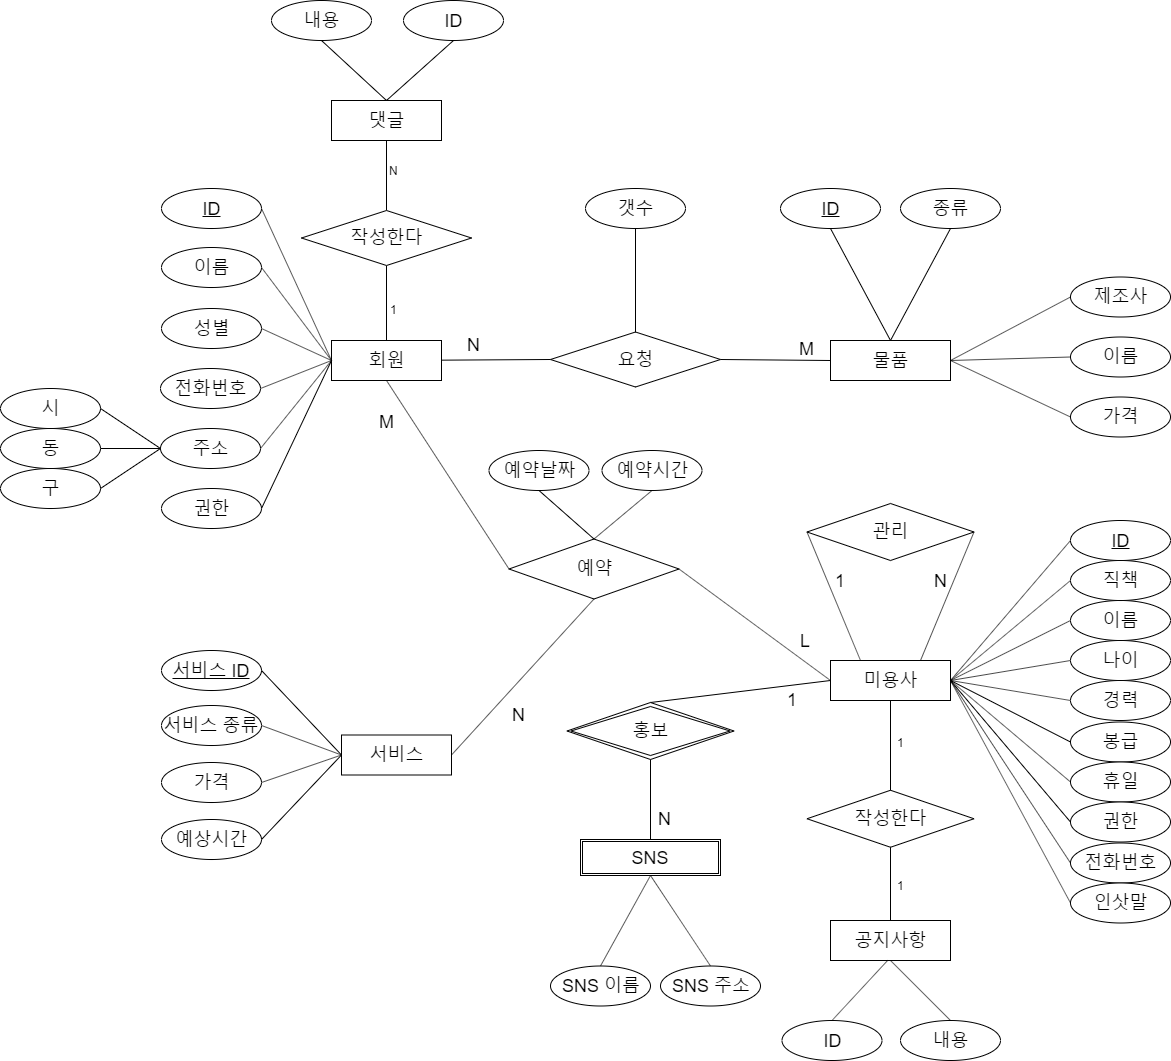 내용
ID
댓글
N
작성한다
1
ID
이름
성별
전화번호
주소
권한
시
동
구
회원
N
갯수
요청
M
ID
종류
물품
제조사
이름
가격
M
예약날짜
예약시간
예약
L
N
서비스 ID
서비스 종류
가격
예상시간
서비스
관리
1
N
미용사
ID
직책
이름
나이
경력
봉급
휴일
권한
전화번호
인삿말
1
홍보
N
SNS
SNS 이름
SNS 주소
1
작성한다
1
공지사항
ID
내용